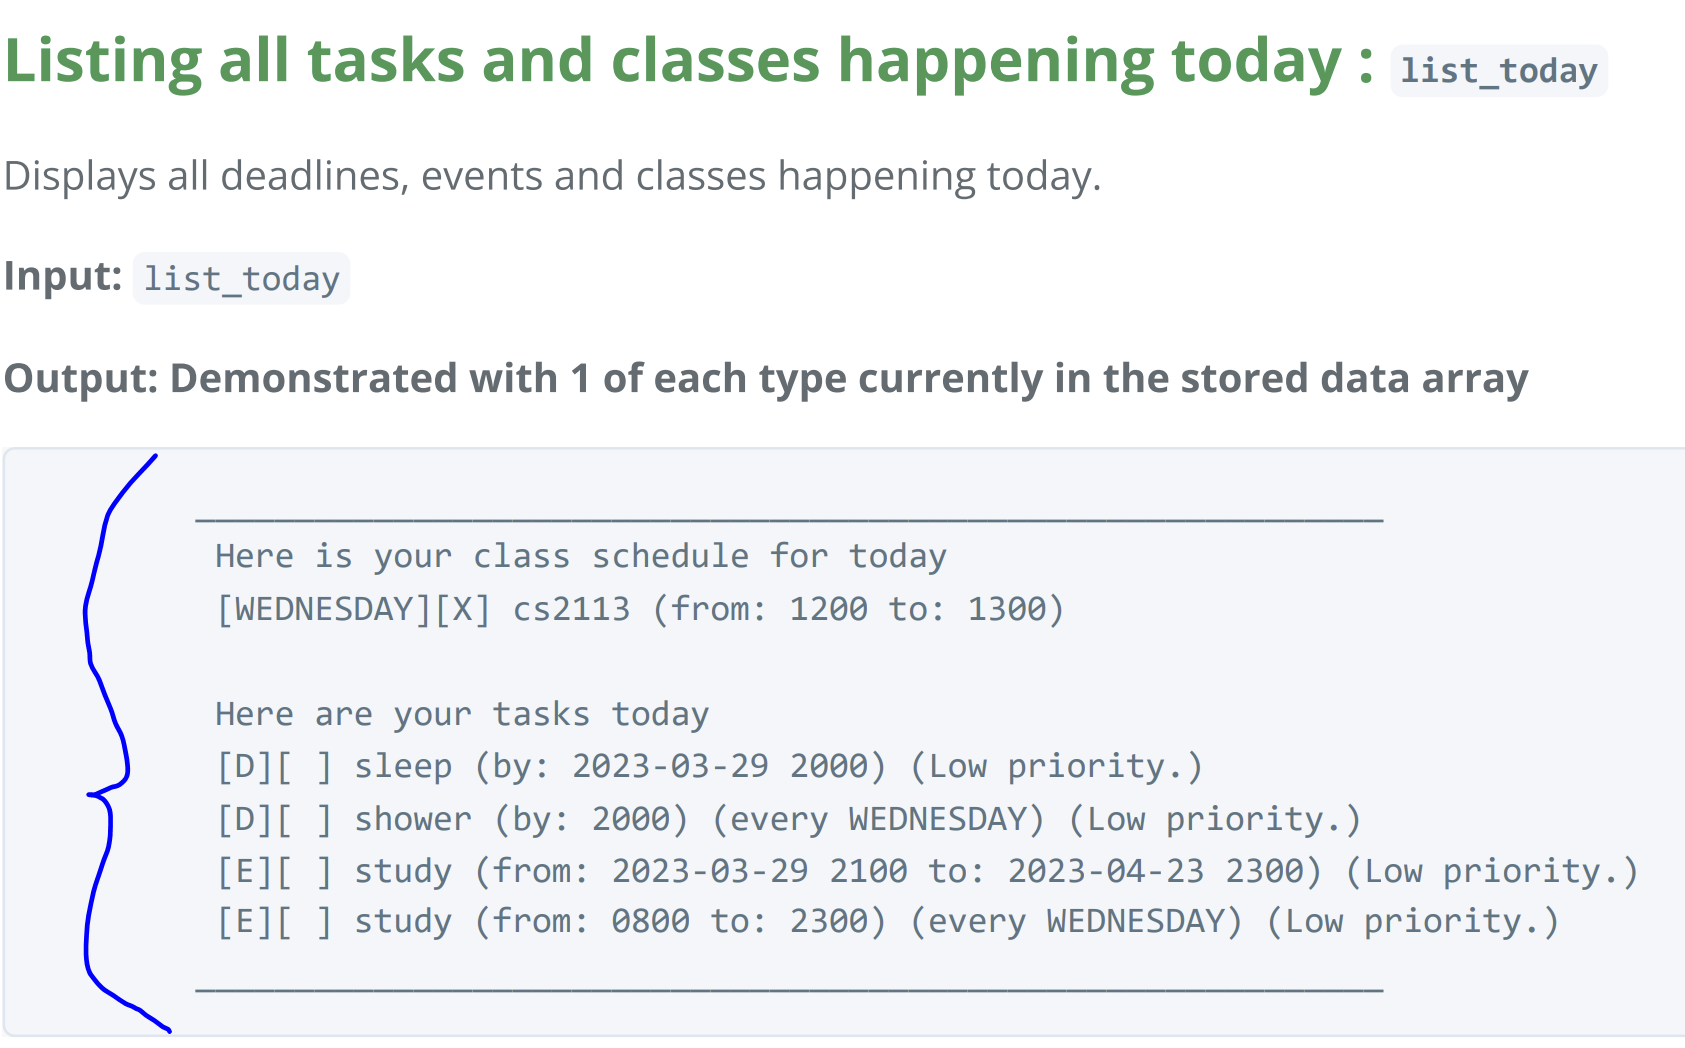 Listing all tasks and classes happening today : list_today
Displays all deadlines, events and classes happening today.
Input: list_today
Output: Demonstrated with 1 of each type currently in the stored data array
____________________________________________________________
Here is your class schedule for today
[WEDNESDAY][X] cs2113 (from: 1200 to: 1300)
Here are your tasks today
[D][ ] sleep (by: 2023-03-29 2000) (Low priority.)
[D][ ] shower (by: 2000) (every WEDNESDAY) (Low priority.)
[E][ ] study (from: 2023-03-29 2100 to: 2023-04-23 2300) (Low priority.)
[E][ ] study (from: 0800 to: 2300) (every WEDNESDAY) (Low priority.)
____________________________________________________________